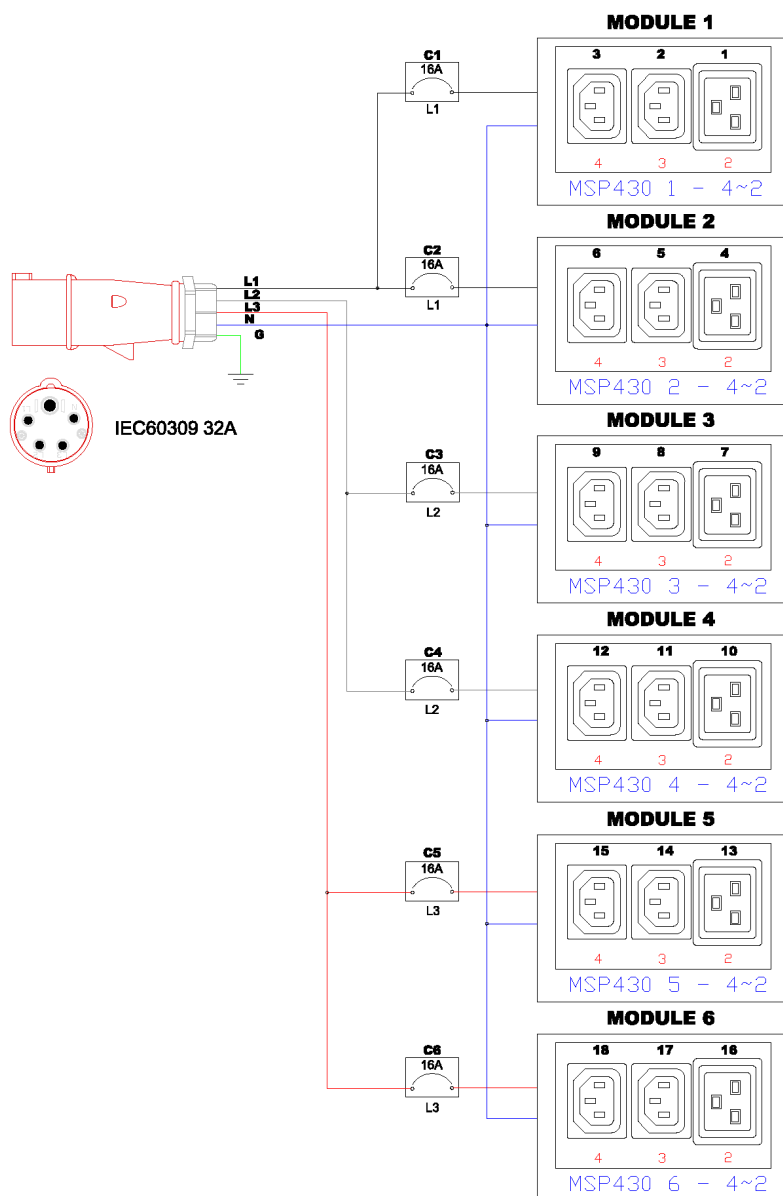 MODULE 1
C1
16A
L1
3 2 1
4 3 2
MSP430 1 - 4~2
MODULE 2
C2
16A
L1
6 5 4
4 3 2
MSP430 2 - 4~2
L1
L2
L3
N
G
IEC60309 32A
MODULE 3
C3
16A
L2
9 8 7
4 3 2
MSP430 3 - 4~2
MODULE 4
C4
16A
L2
12 11 10
4 3 2
MSP430 4 - 4~2
MODULE 5
C5
16A
L3
15 14 13
4 3 2
MSP430 5 - 4~2
MODULE 6
C6
16A
L3
18 17 16
4 3 2
MSP430 6 - 4~2